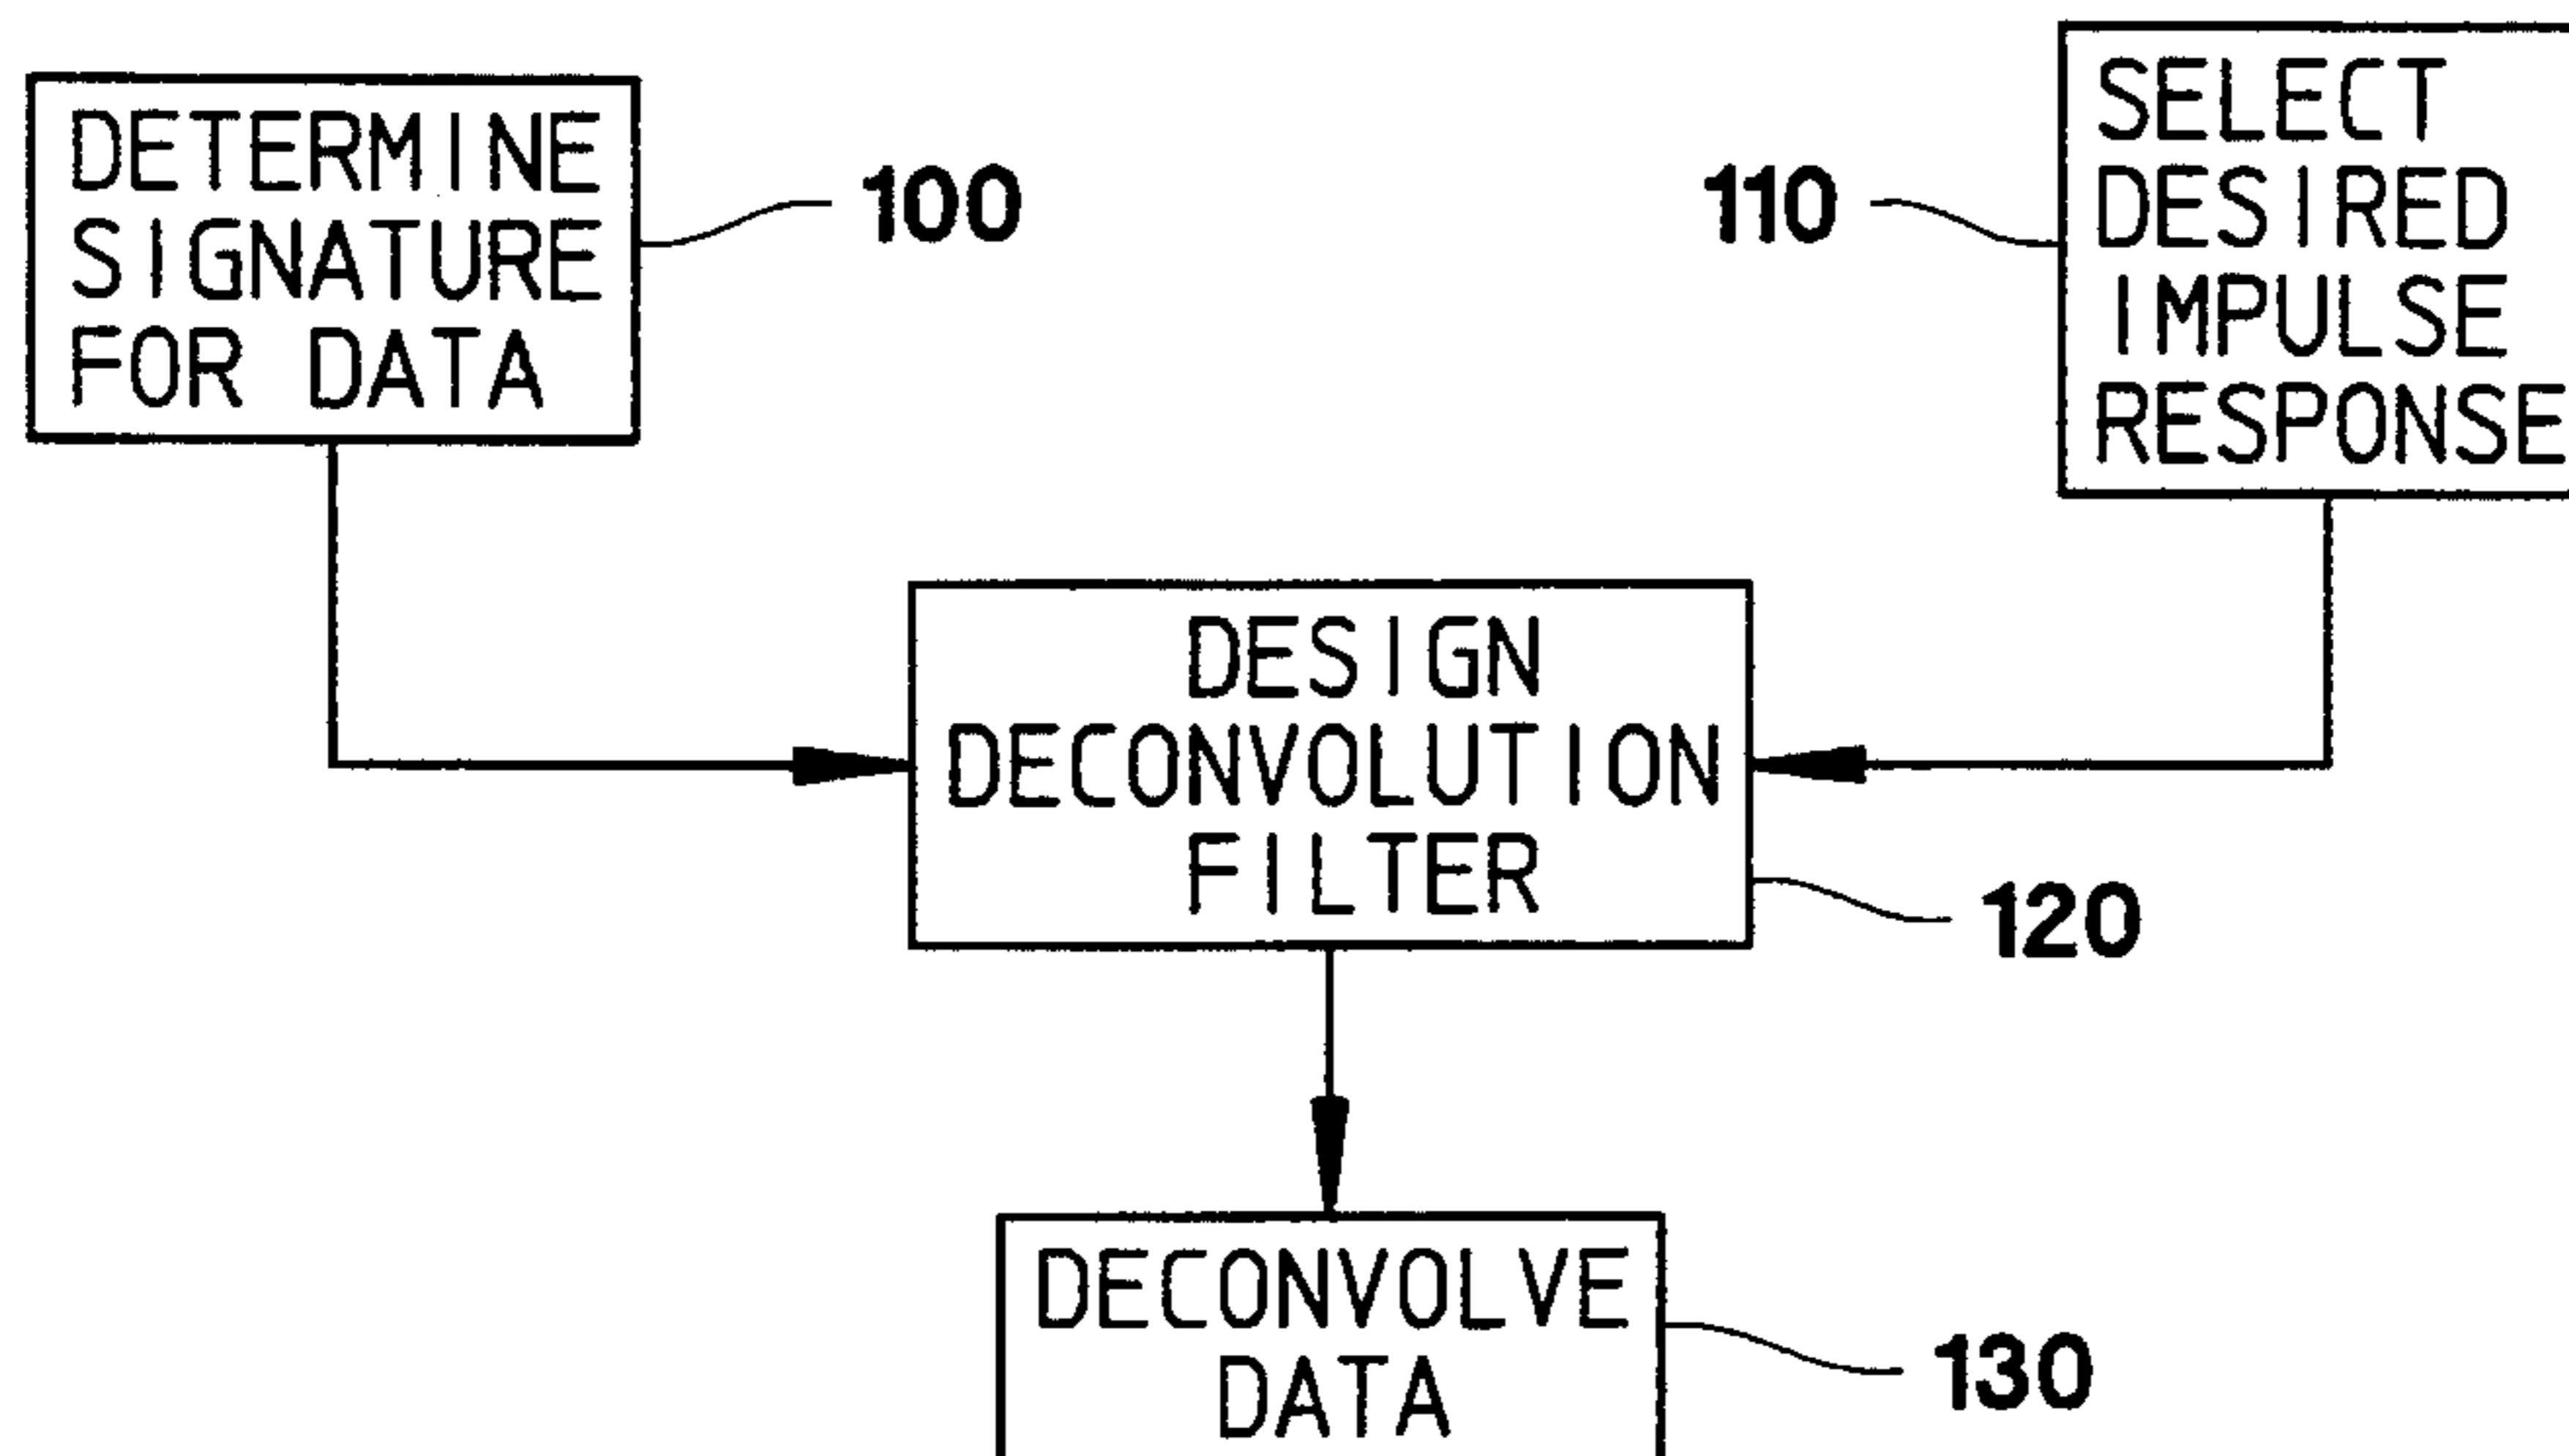 DETERMINE
SIGNATURE
FOR DATA
100
110
SELECT
DESIRED
IMPULSE
RESPONSE
DESIGN
DECONVOLUTION
FILTER
120
DECONVOLVE
DATA
130